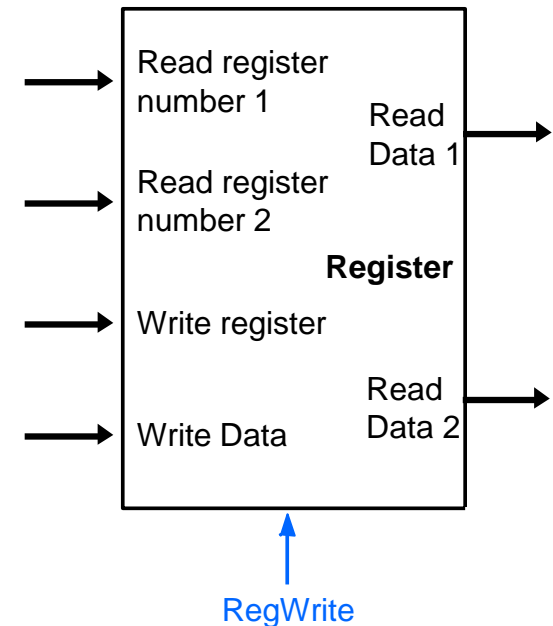 Read register
number 1
Read
Data 1
Read register
number 2
Register
Write register
Read
Data 2
Write Data
RegWrite